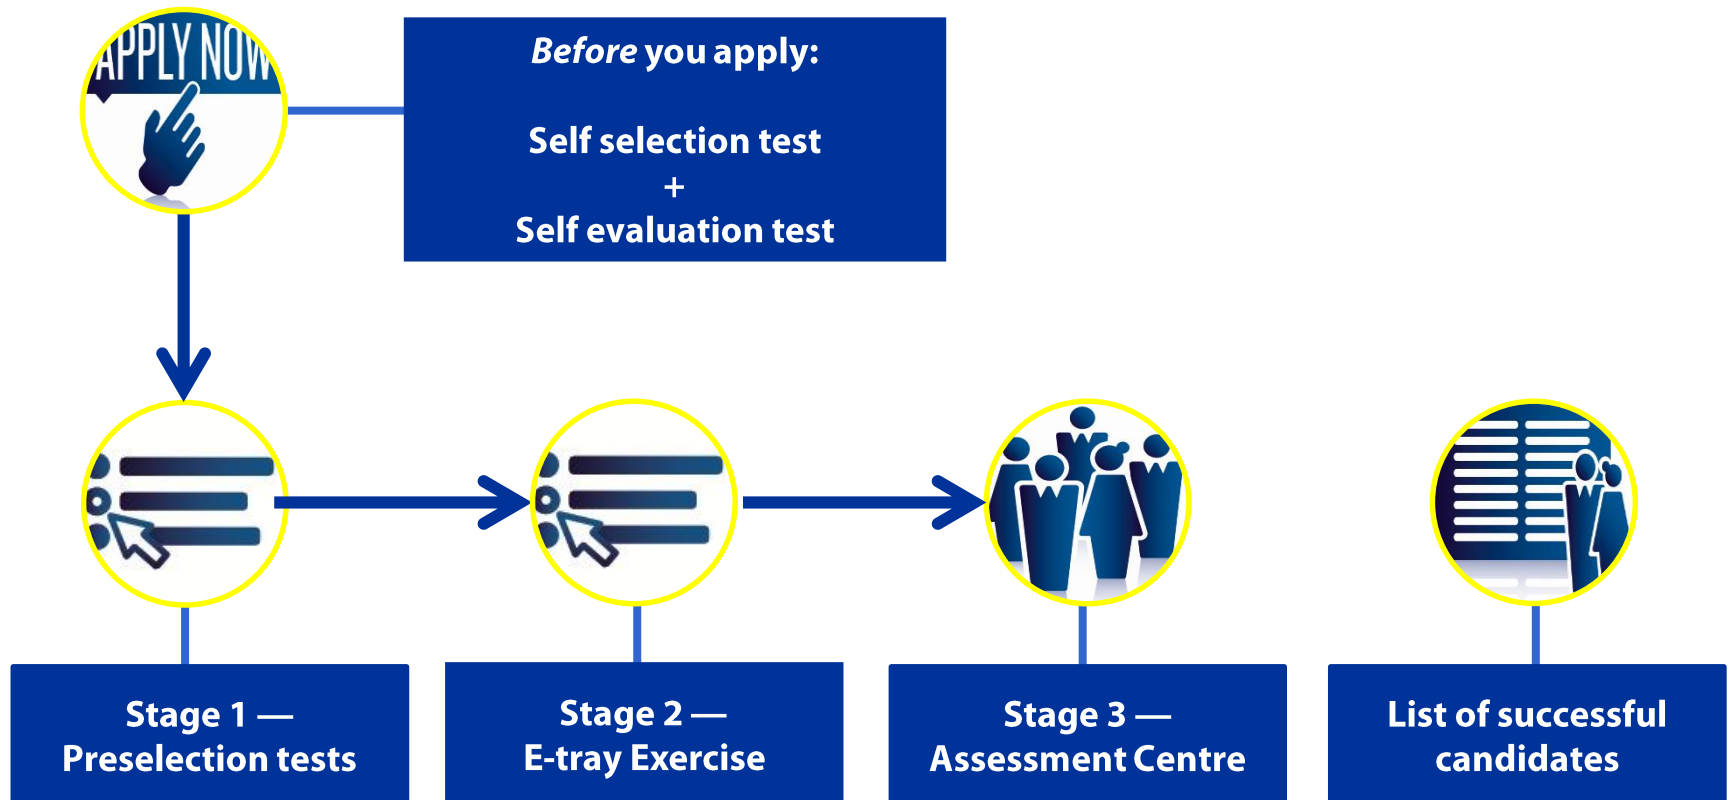 APPLY NOW
Before you apply:
Self selection test
+
Self evaluation test
Stage 1 —
Preselection tests
Stage 2 —
E-tray Exercise
Stage 3 —
Assessment Centre
List of successful
candidates